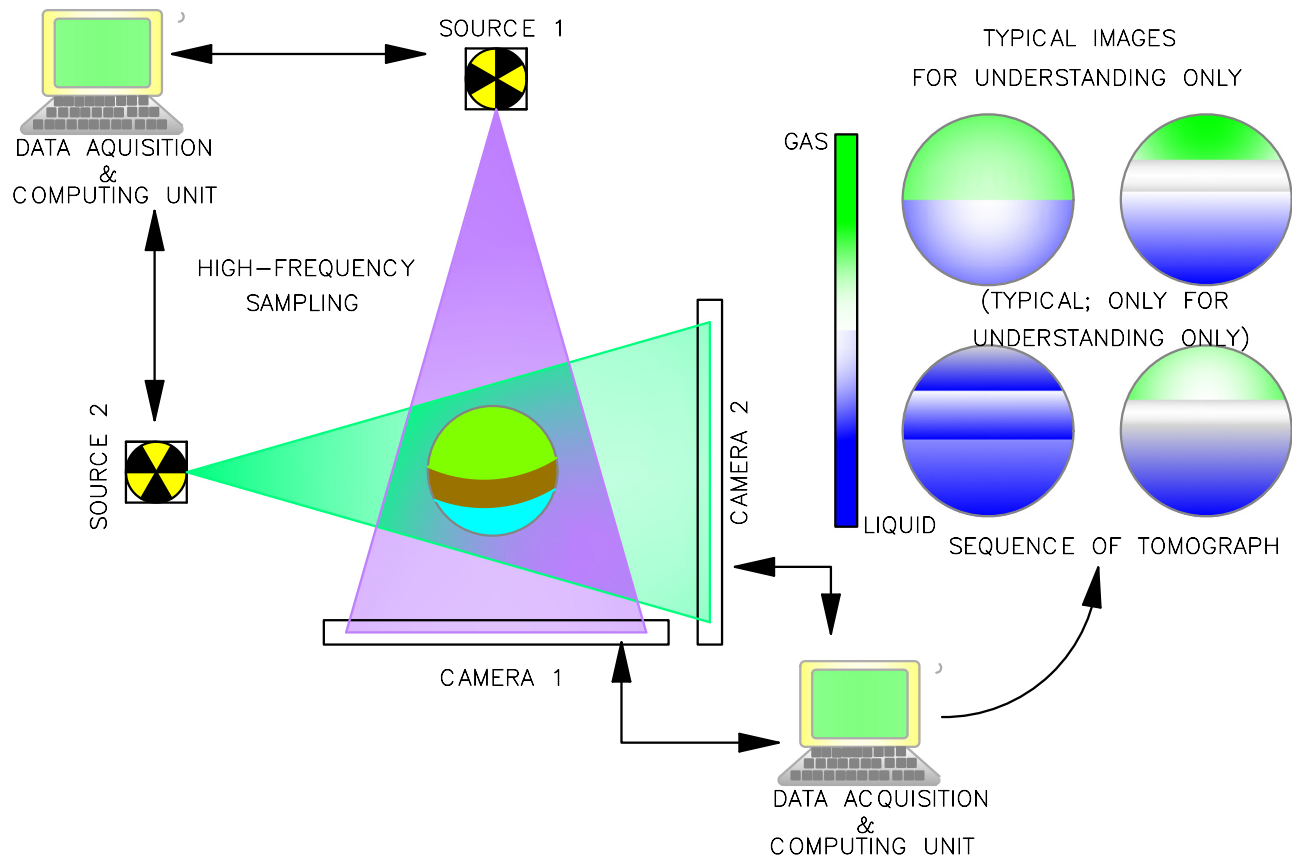 SOURCE 1
DATA AQUISITION
&
COMPUTING UNIT
HIGH-FREQUENCY
SAMPLING
SOURCE 2
CAMERA 2
CAMERA 1
TYPICAL IMAGES
FOR UNDERSTANDING ONLY
GAS
(TYPICAL; ONLY FOR
UNDERSTANDING ONLY)
LIQUID
SEQUENCE OF TOMOGRAPH
DATA ACQUISITION
&
COMPUTING UNIT